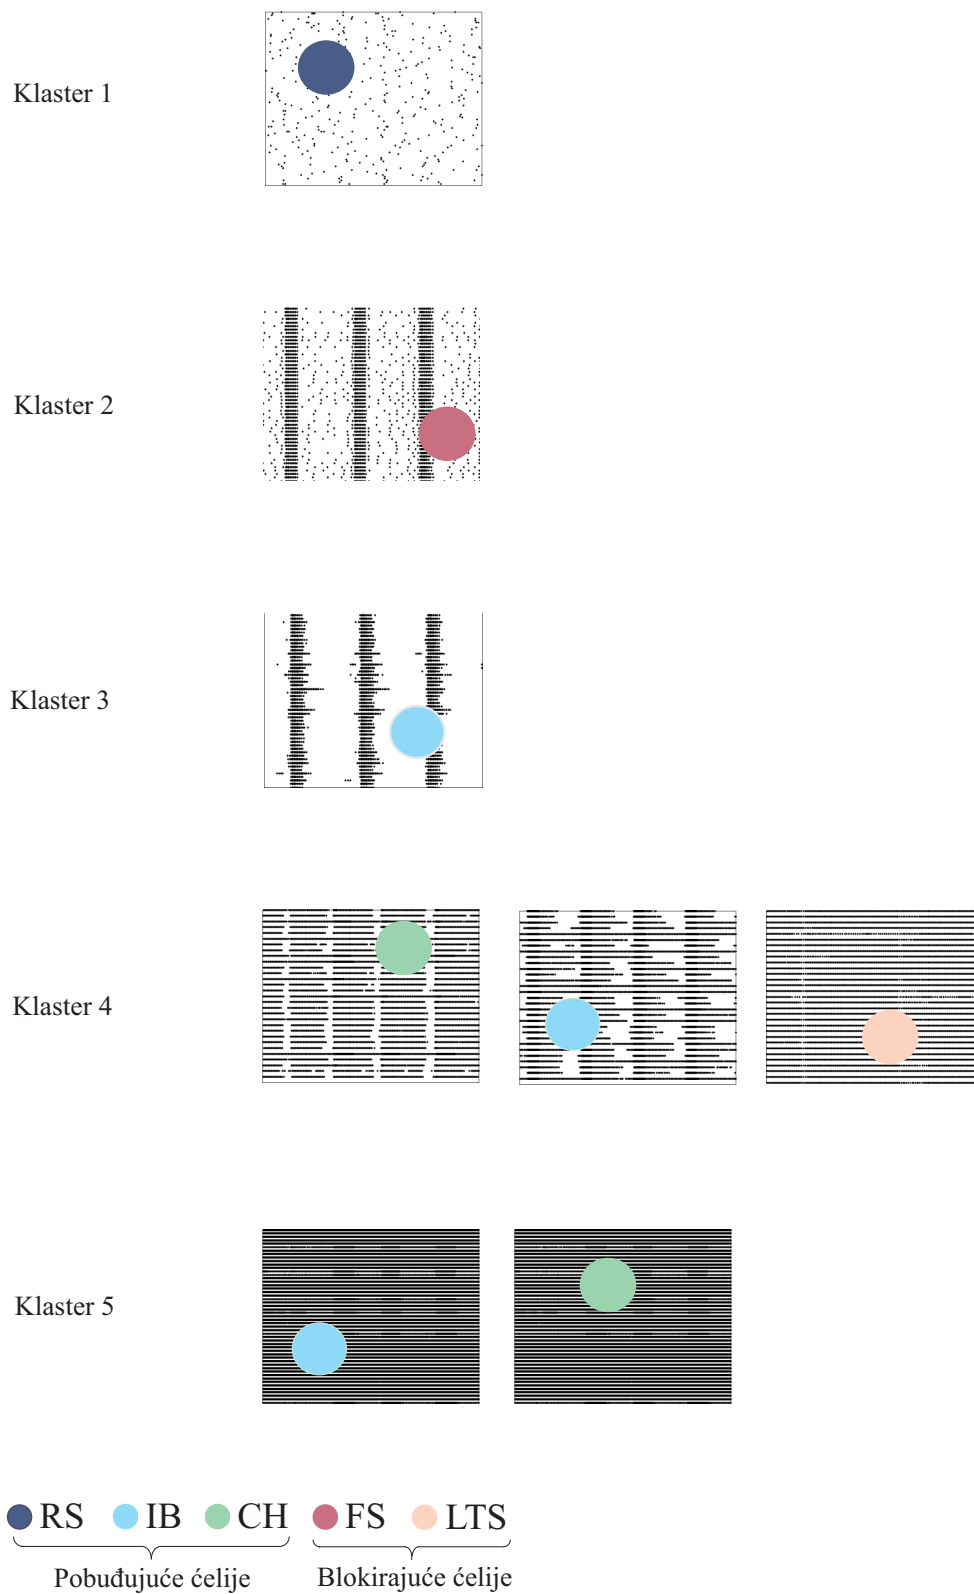 Klaster 1
Klaster 2
Klaster 3
Klaster 4
Klaster 5
RS IB CH FS LTS
Pobuđujuće ćelije Blokirajuće ćelije